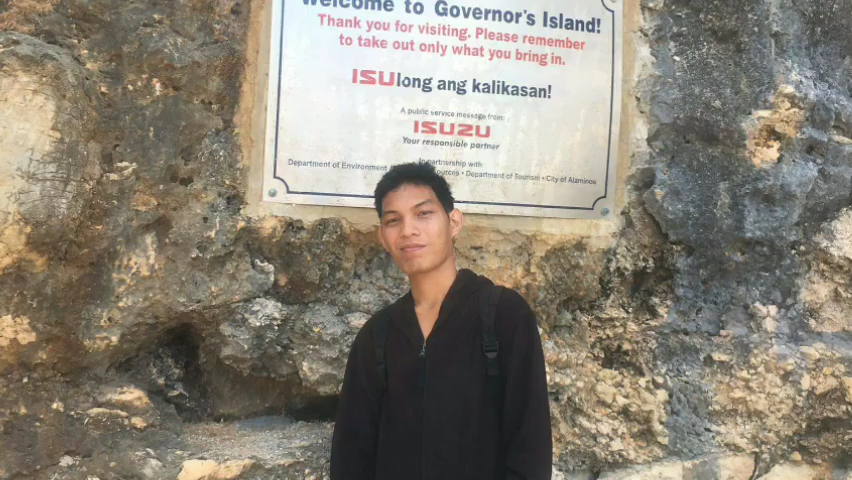 Welcome to Governor's Island!
Thank you for visiting. Please remember
to take out only what you bring in.
ISUlong ang kalikasan!
A public service message from:
ISUZU
Your responsible partner
In partnership with
Department of Environment • Department of Tourism • City of Alaminos